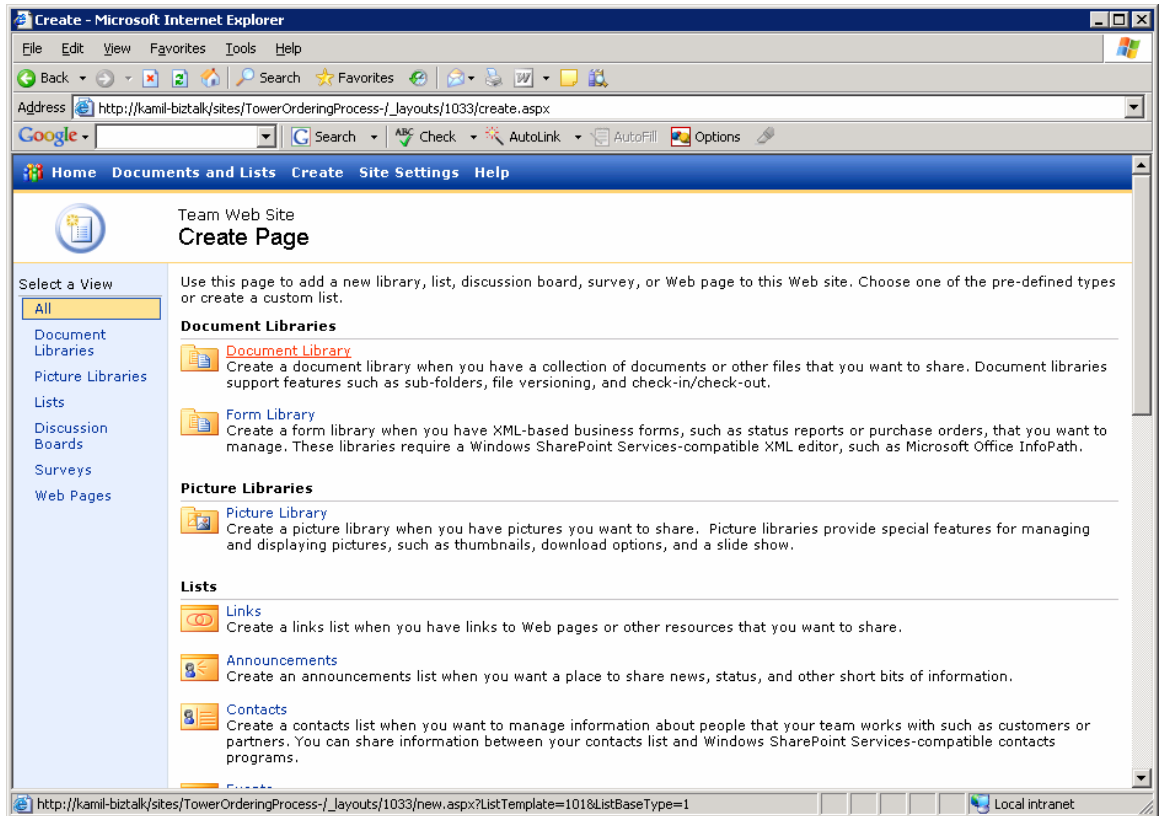 Create - Microsoft Internet Explorer
File Edit View Favorites Tools Help
Back Search Favorites
Address http://kamil-biztalk/sites/TowerOrderingProcess-/_layouts/1033/create.aspx
Google Search ABC Check AutoLink AutoFill Options
Home Documents and Lists Create Site Settings Help
Team Web Site
Create Page
Select a View
All
Document
Libraries
Picture Libraries
Lists
Discussion
Boards
Surveys
Web Pages
Use this page to add a new library, list, discussion board, survey, or Web page to this Web site. Choose one of the pre-defined types
or create a custom list.
Document Libraries
Document Library
Create a document library when you have a collection of documents or other files that you want to share. Document libraries
support features such as sub-folders, file versioning, and check-in/check-out.
Form Library
Create a form library when you have XML-based business forms, such as status reports or purchase orders, that you want to
manage. These libraries require a Windows SharePoint Services-compatible XML editor, such as Microsoft Office InfoPath.
Picture Libraries
Picture Library
Create a picture library when you have pictures you want to share. Picture libraries provide special features for managing
and displaying pictures, such as thumbnails, download options, and a slide show.
Lists
Links
Create a links list when you have links to Web pages or other resources that you want to share.
Announcements
Create an announcements list when you want a place to share news, status, and other short bits of information.
Contacts
Create a contacts list when you want to manage information about people that your team works with such as customers or
partners. You can share information between your contacts list and Windows SharePoint Services-compatible contacts
programs.
http://kamil-biztalk/sites/TowerOrderingProcess-/_layouts/1033/new.aspx?ListTemplate=101&ListBaseType=1 Local intranet